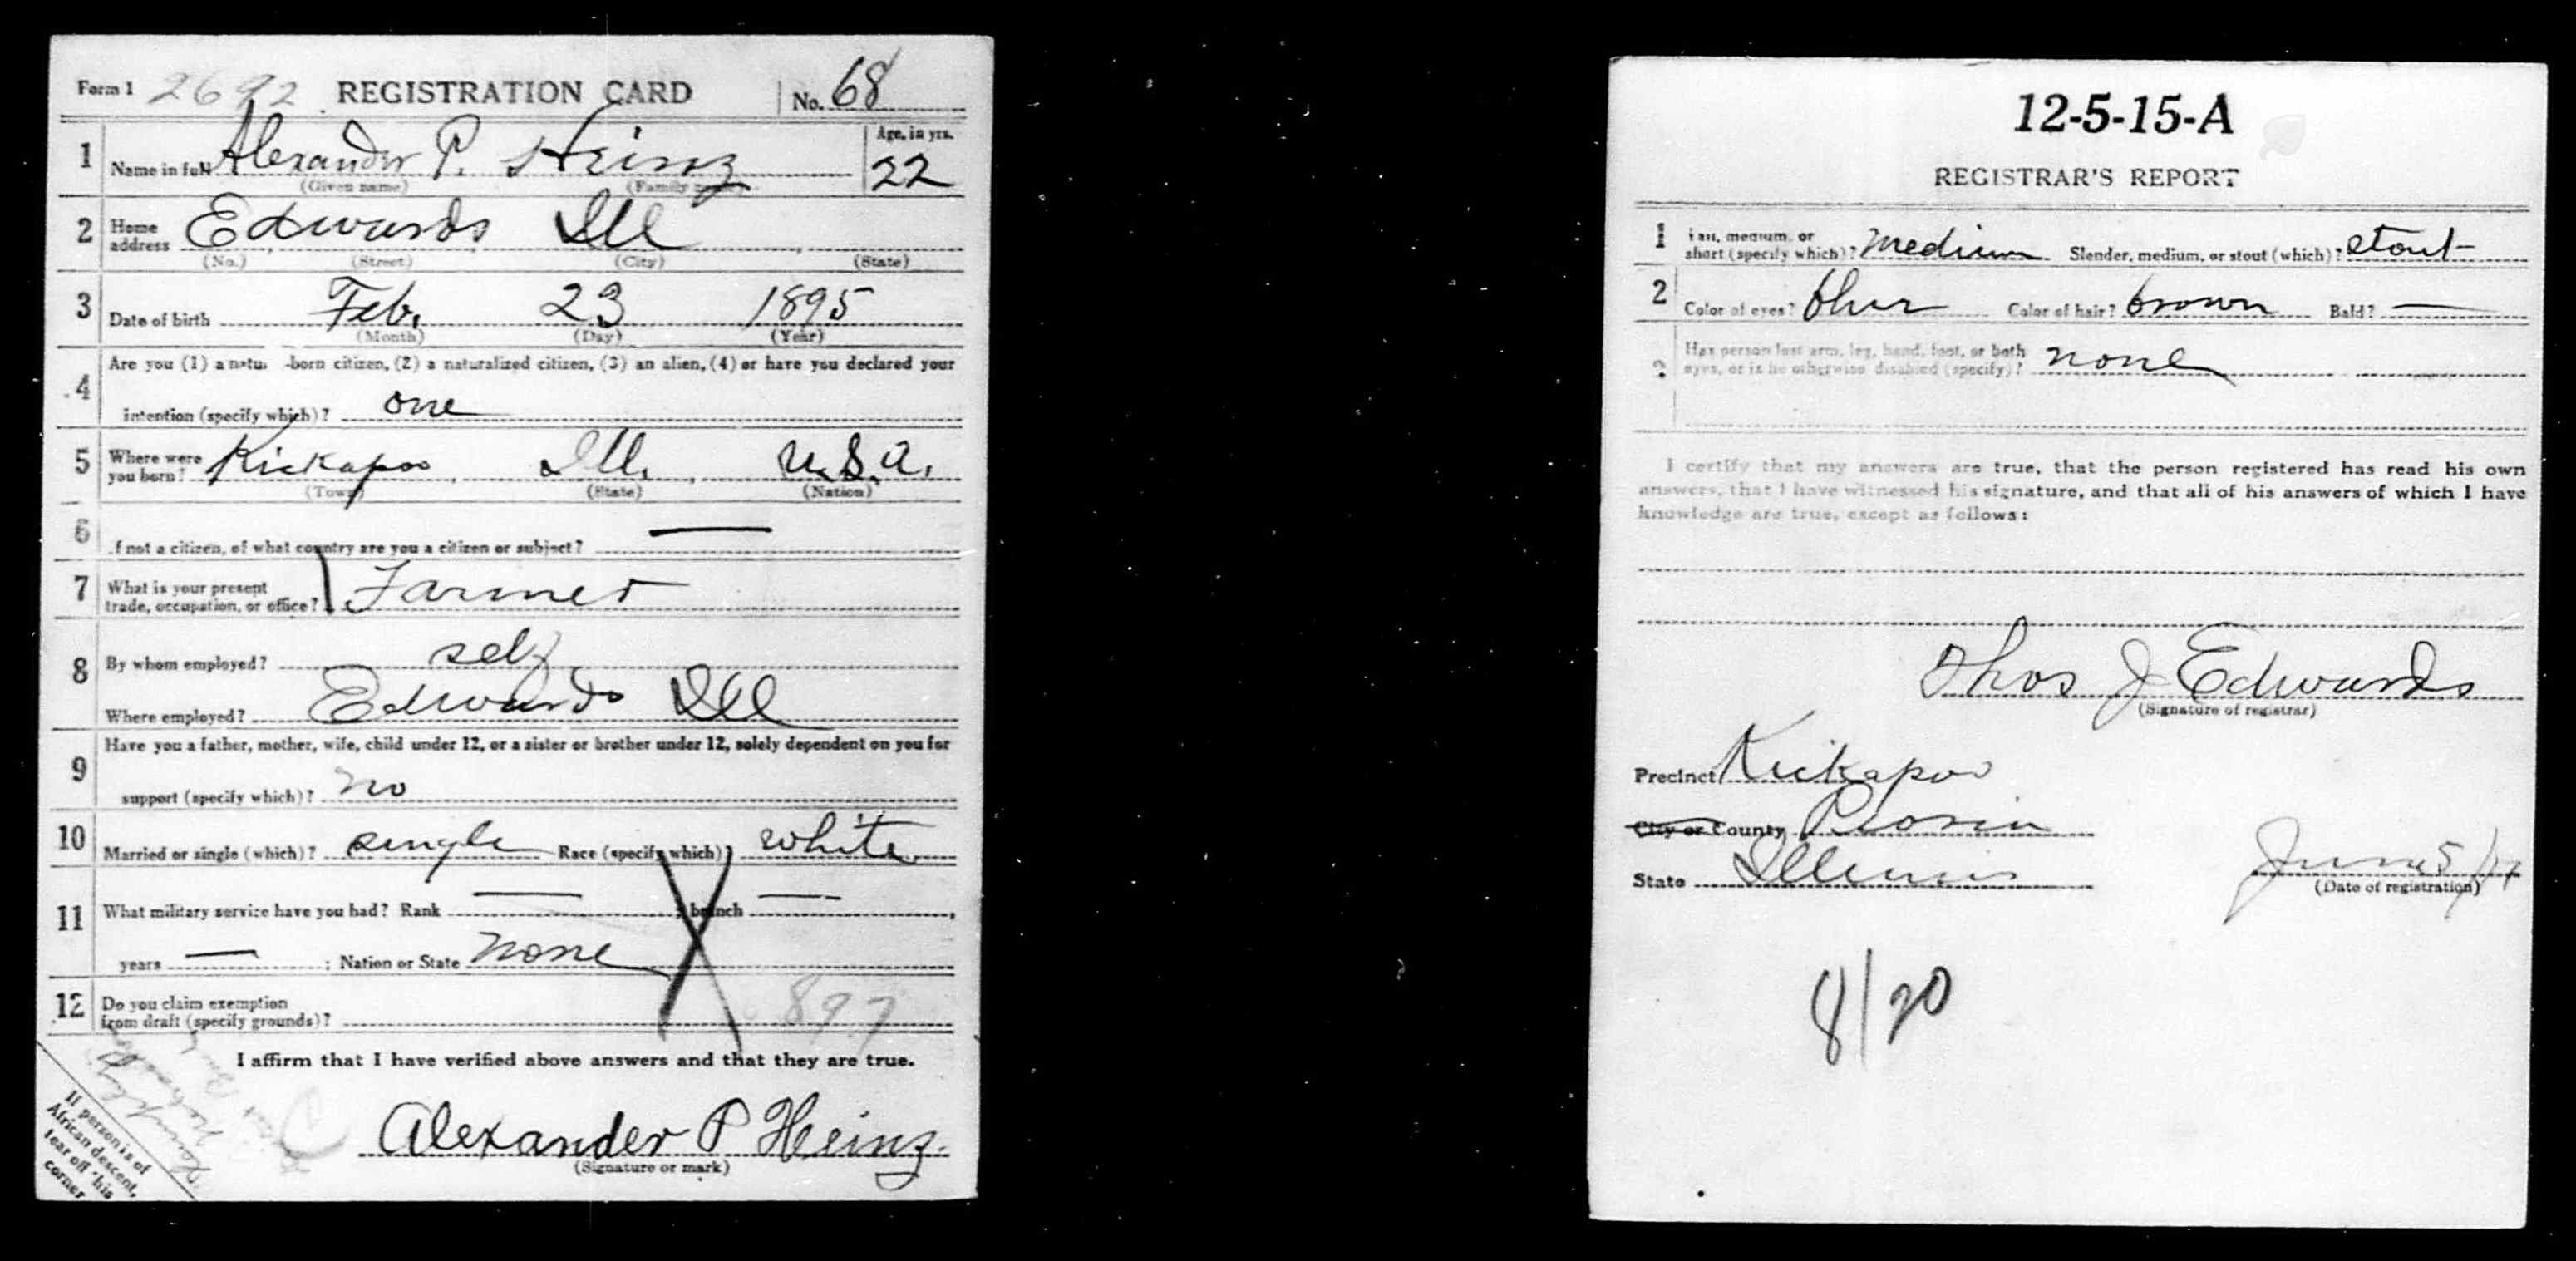 Form 1 2692 REGISTRATION CARD No. 68
1 Name in full Alexander P. Heinz Age, in yrs. 22
(Given name) (Family name)
2 Home address Edwards Ill
(No.) (Street) (City) (State)
3 Date of birth Feb. 23 1895
(Month) (Day) (Year)
Are you (1) a natu -born citizen, (2) a naturalized citizen, (3) an alien, (4) or have you declared your
4 intention (specify which)? one
5 Where were you born? Kickapoo, Ill., U.S.A.
(Town) (State) (Nation)
6 If not a citizen, of what country are you a citizen or subject? —
7 What is your present trade, occupation, or office? Farmer
8 By whom employed? self
Where employed? Edwards Ill
Have you a father, mother, wife, child under 12, or a sister or brother under 12, solely dependent on you for
9 support (specify which)? no
10 Married or single (which)? single Race (specify which)? white
11 What military service have you had? Rank — ; branch — ,
years — ; Nation or State none
12 Do you claim exemption from draft (specify grounds)? 897
I affirm that I have verified above answers and that they are true.
Alexander P Heinz.
(Signature or mark)
If person is of
African descent,
tear off this
corner
12-5-15-A
REGISTRAR'S REPORT
1 Tall, medium, or short (specify which)? medium Slender, medium, or stout (which)? stout
2 Color of eyes? blue Color of hair? brown Bald? —
Has person lost arm, leg, hand, foot, or both
3 eyes, or is he otherwise disabled (specify)? none
I certify that my answers are true, that the person registered has read his own
answers, that I have witnessed his signature, and that all of his answers of which I have
knowledge are true, except as follows:
Thos J Edwards
(Signature of registrar)
Precinct Kickapoo
City or County Peoria
State Illinois June 5/17
(Date of registration)
8/20